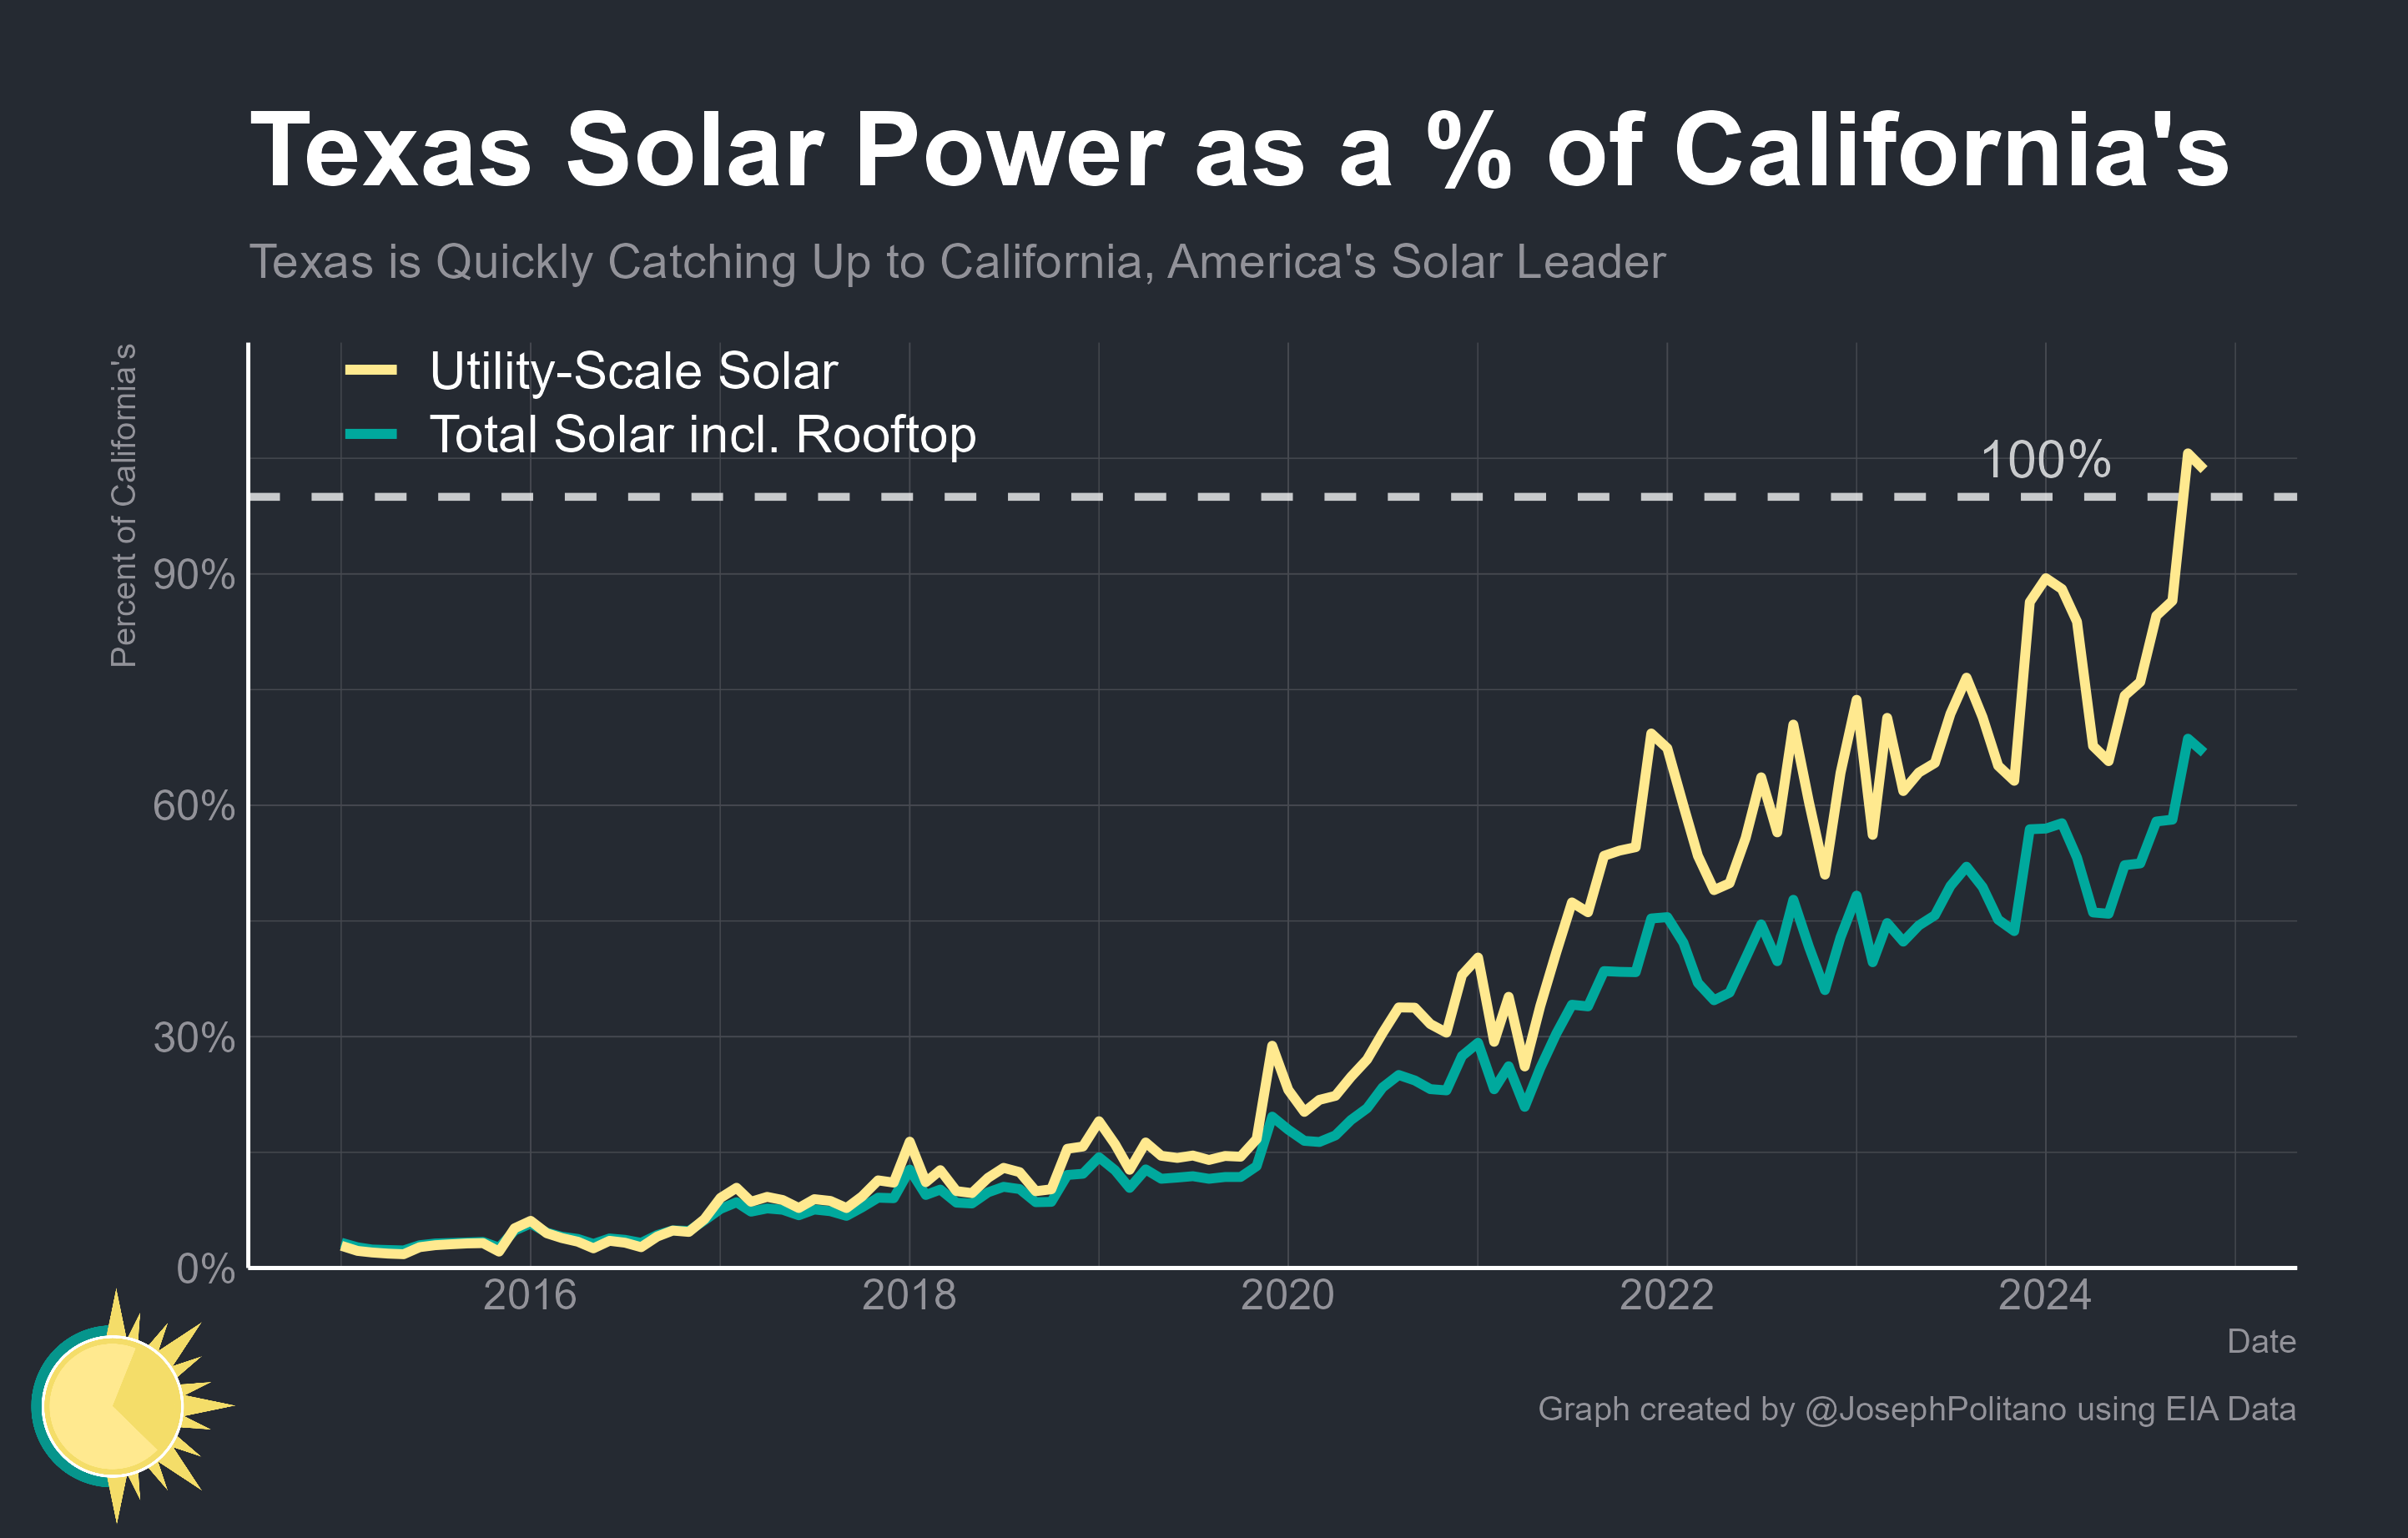 Texas Solar Power as a % of California's
Texas is Quickly Catching Up to California, America's Solar Leader
Percent of California's
Utility-Scale Solar
Total Solar incl. Rooftop
100%
90%
60%
30%
0%
2016 2018 2020 2022 2024
Date
Graph created by @JosephPolitano using EIA Data